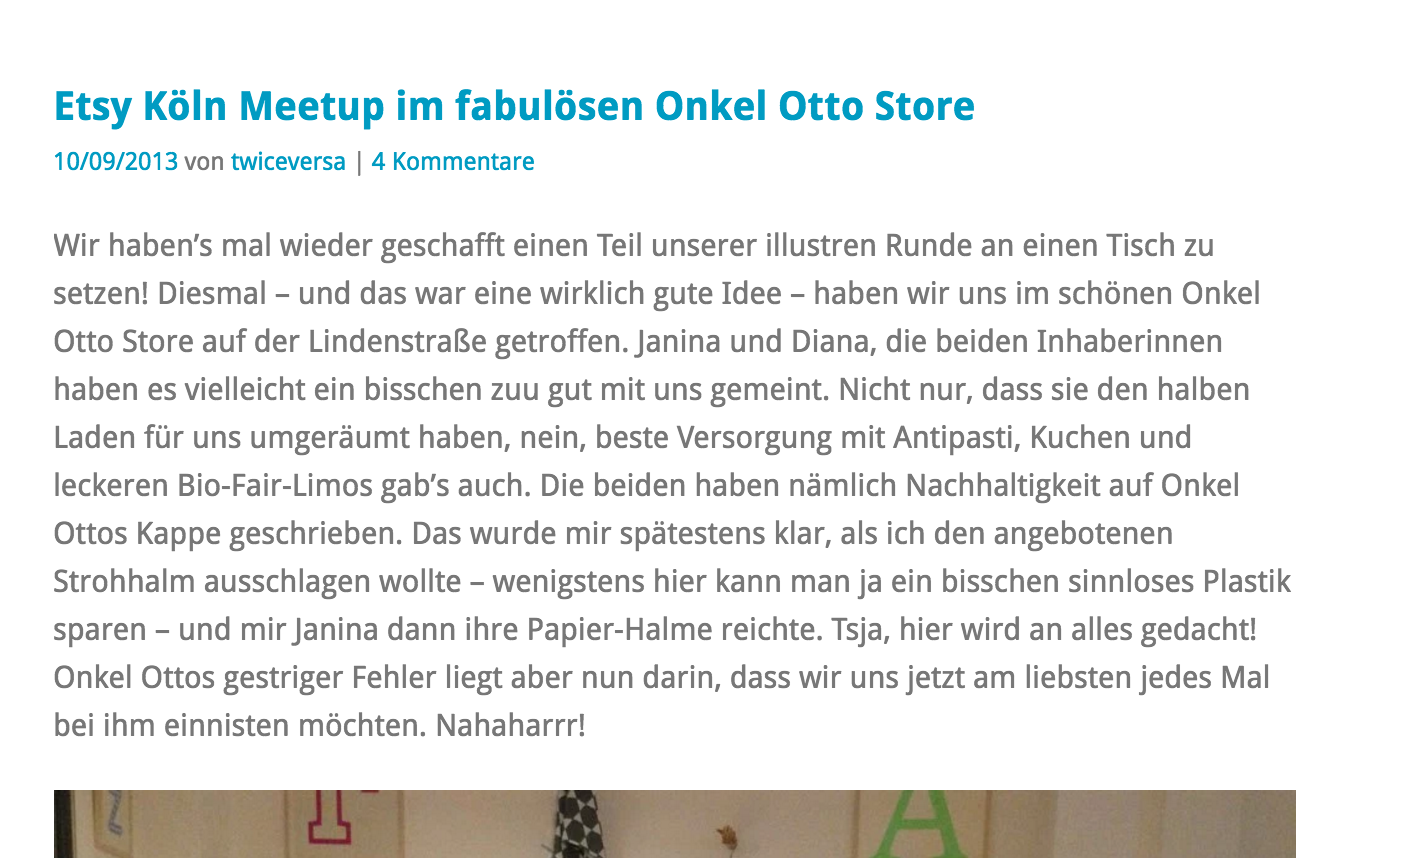 Etsy Köln Meetup im fabulösen Onkel Otto Store
10/09/2013 von twiceversa | 4 Kommentare
Wir haben’s mal wieder geschafft einen Teil unserer illustren Runde an einen Tisch zu
setzen! Diesmal – und das war eine wirklich gute Idee – haben wir uns im schönen Onkel
Otto Store auf der Lindenstraße getroffen. Janina und Diana, die beiden Inhaberinnen
haben es vielleicht ein bisschen zuu gut mit uns gemeint. Nicht nur, dass sie den halben
Laden für uns umgeräumt haben, nein, beste Versorgung mit Antipasti, Kuchen und
leckeren Bio-Fair-Limos gab’s auch. Die beiden haben nämlich Nachhaltigkeit auf Onkel
Ottos Kappe geschrieben. Das wurde mir spätestens klar, als ich den angebotenen
Strohhalm ausschlagen wollte – wenigstens hier kann man ja ein bisschen sinnloses Plastik
sparen – und mir Janina dann ihre Papier-Halme reichte. Tsja, hier wird an alles gedacht!
Onkel Ottos gestriger Fehler liegt aber nun darin, dass wir uns jetzt am liebsten jedes Mal
bei ihm einnisten möchten. Nahaharrr!